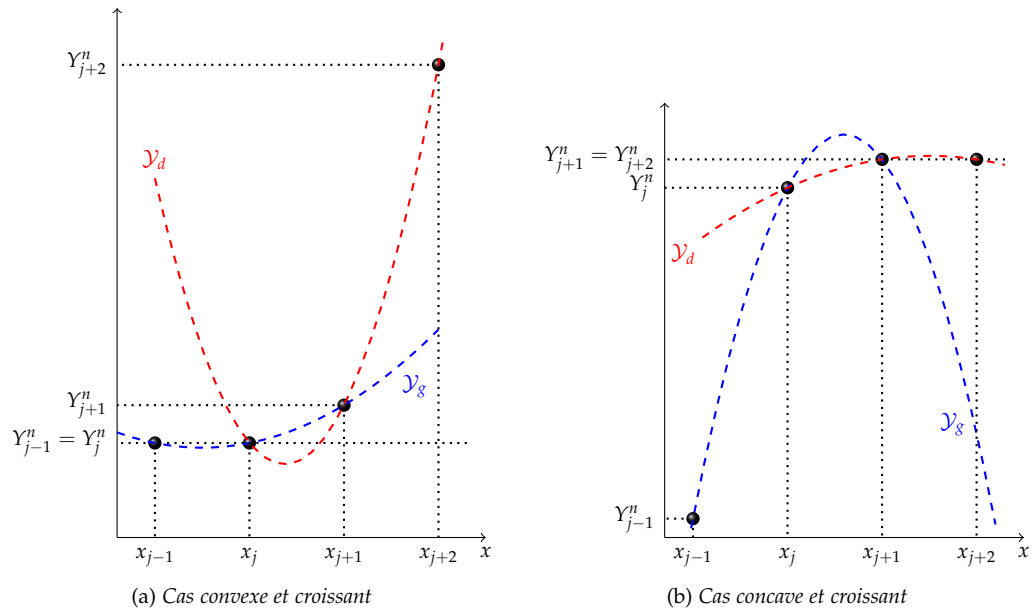 Y^n_{j+2}
𝒴_d
𝒴_g
Y^n_{j+1}
Y^n_{j−1} = Y^n_j
x_{j−1} x_j x_{j+1} x_{j+2} x
(a) Cas convexe et croissant
Y^n_{j+1} = Y^n_{j+2}
Y^n_j
𝒴_d
𝒴_g
Y^n_{j−1}
x_{j−1} x_j x_{j+1} x_{j+2} x
(b) Cas concave et croissant